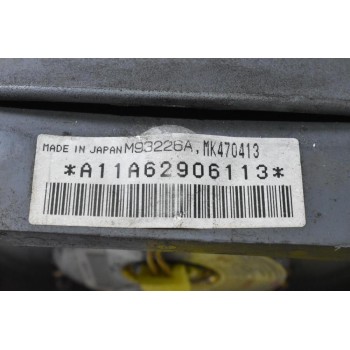 MADE IN JAPAN M93226A, MK470413
*A11A62906113*